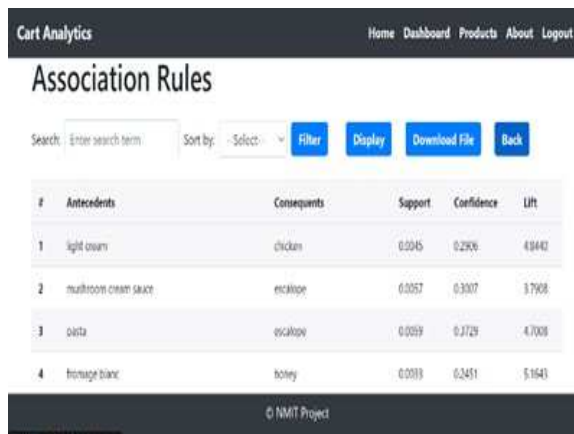 Cart Analytics Home Dashboard Products About Logout
Association Rules
Search: Enter search term Sort by: - Select - Filter Display Download File Back
# Antecedents Consequents Support Confidence Lift
1 light cream chicken 0.0045 0.2906 4.8440
2 mushroom cream sauce escalope 0.0057 0.3007 3.7908
3 pasta escalope 0.0059 0.3729 4.7008
4 fromage blanc honey 0.0033 0.2451 5.1643
© NMIT Project